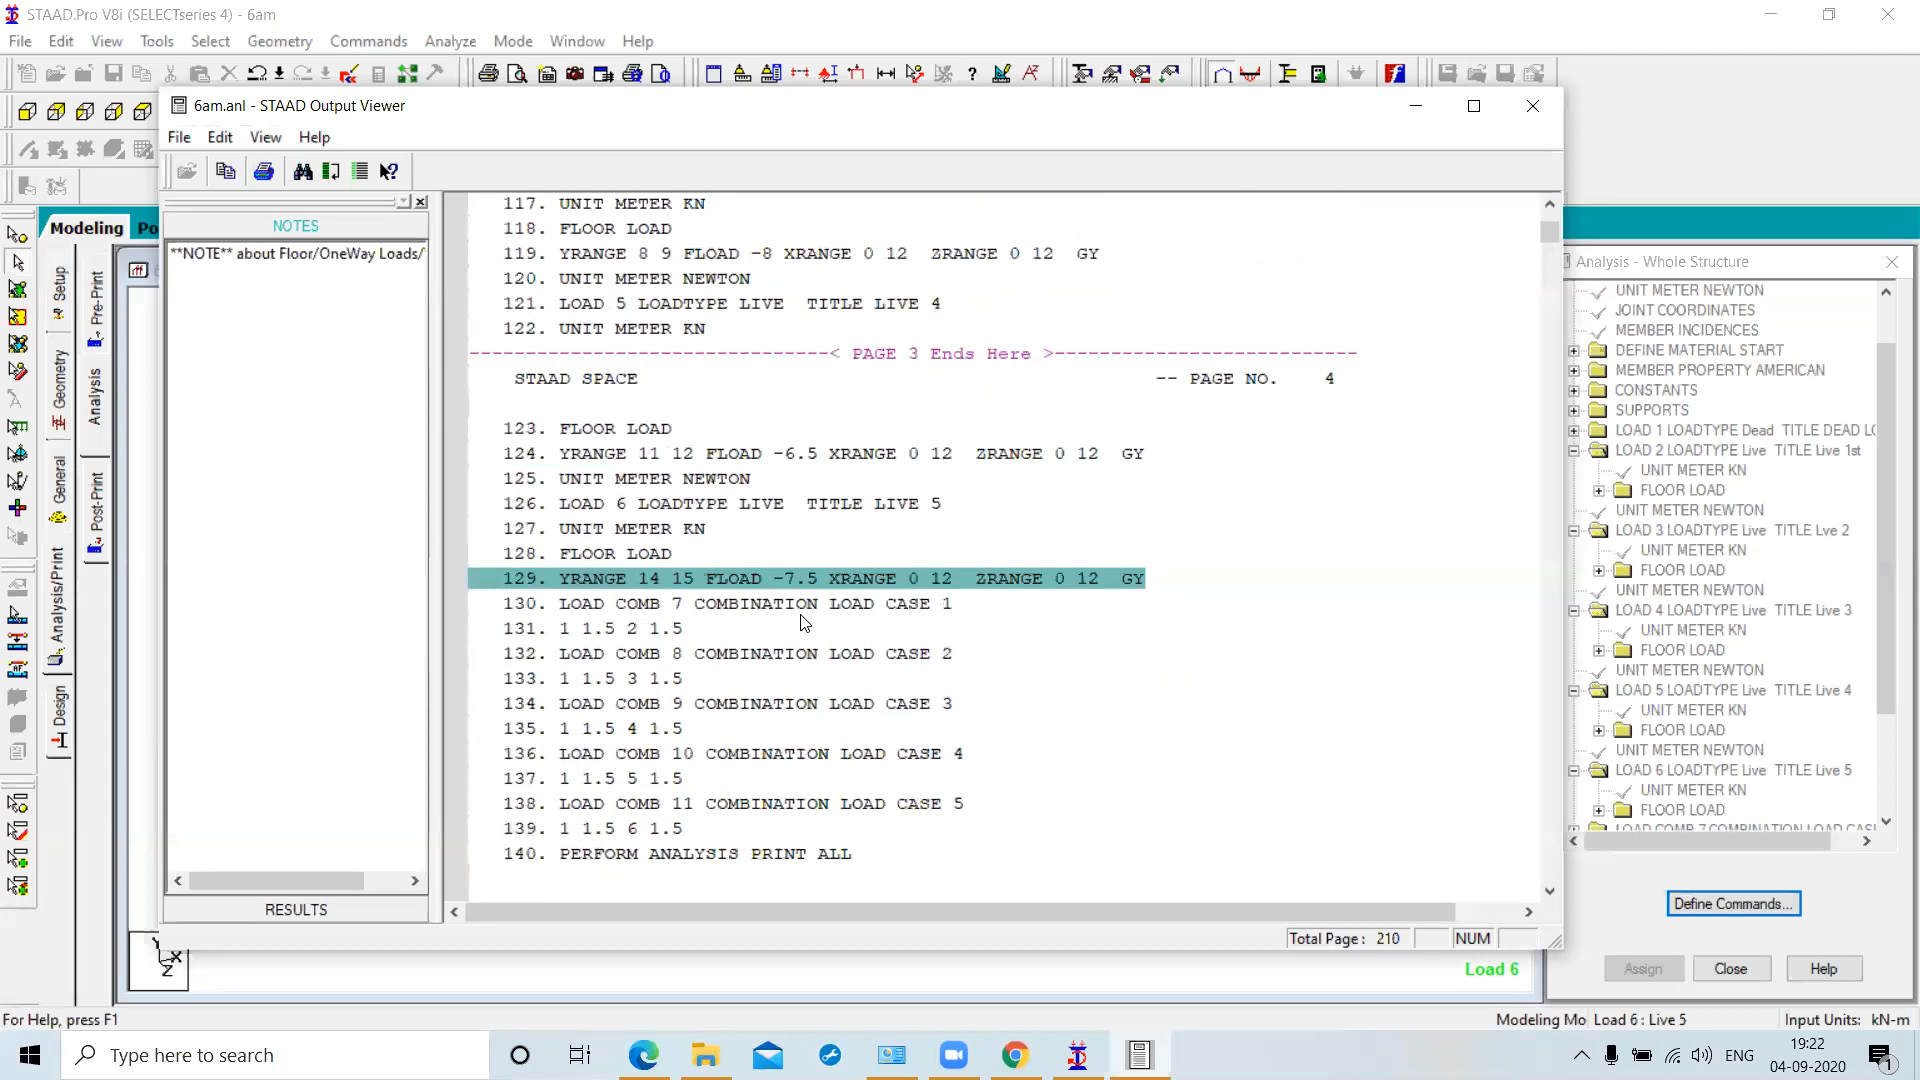 STAAD.Pro V8i (SELECTseries 4) - 6am
File Edit View Tools Select Geometry Commands Analyze Mode Window Help
6am.anl - STAAD Output Viewer
File Edit View Help
Modeling Po
Setup
Geometry
General
Analysis/Print
Design
Pre-Print
Analysis
Post-Print
NOTES
**NOTE** about Floor/OneWay Loads/
RESULTS
117. UNIT METER KN
118. FLOOR LOAD
119. YRANGE 8 9 FLOAD -8 XRANGE 0 12 ZRANGE 0 12 GY
120. UNIT METER NEWTON
121. LOAD 5 LOADTYPE LIVE TITLE LIVE 4
122. UNIT METER KN
< PAGE 3 Ends Here >
STAAD SPACE -- PAGE NO. 4
123. FLOOR LOAD
124. YRANGE 11 12 FLOAD -6.5 XRANGE 0 12 ZRANGE 0 12 GY
125. UNIT METER NEWTON
126. LOAD 6 LOADTYPE LIVE TITLE LIVE 5
127. UNIT METER KN
128. FLOOR LOAD
129. YRANGE 14 15 FLOAD -7.5 XRANGE 0 12 ZRANGE 0 12 GY
130. LOAD COMB 7 COMBINATION LOAD CASE 1
131. 1 1.5 2 1.5
132. LOAD COMB 8 COMBINATION LOAD CASE 2
133. 1 1.5 3 1.5
134. LOAD COMB 9 COMBINATION LOAD CASE 3
135. 1 1.5 4 1.5
136. LOAD COMB 10 COMBINATION LOAD CASE 4
137. 1 1.5 5 1.5
138. LOAD COMB 11 COMBINATION LOAD CASE 5
139. 1 1.5 6 1.5
140. PERFORM ANALYSIS PRINT ALL
Total Page : 210 NUM
Load 6
Y
X
Z
Analysis - Whole Structure
UNIT METER NEWTON
JOINT COORDINATES
MEMBER INCIDENCES
DEFINE MATERIAL START
MEMBER PROPERTY AMERICAN
CONSTANTS
SUPPORTS
LOAD 1 LOADTYPE Dead TITLE DEAD LO
LOAD 2 LOADTYPE Live TITLE Live 1st
UNIT METER KN
FLOOR LOAD
UNIT METER NEWTON
LOAD 3 LOADTYPE Live TITLE Lve 2
UNIT METER KN
FLOOR LOAD
UNIT METER NEWTON
LOAD 4 LOADTYPE Live TITLE Live 3
UNIT METER KN
FLOOR LOAD
UNIT METER NEWTON
LOAD 5 LOADTYPE Live TITLE Live 4
UNIT METER KN
FLOOR LOAD
UNIT METER NEWTON
LOAD 6 LOADTYPE Live TITLE Live 5
UNIT METER KN
FLOOR LOAD
LOAD COMB 7 COMBINATION LOAD CAS
Define Commands...
Assign Close Help
For Help, press F1
Modeling Mo Load 6 : Live 5 Input Units: kN-m
Type here to search
ENG
19:22
04-09-2020
1